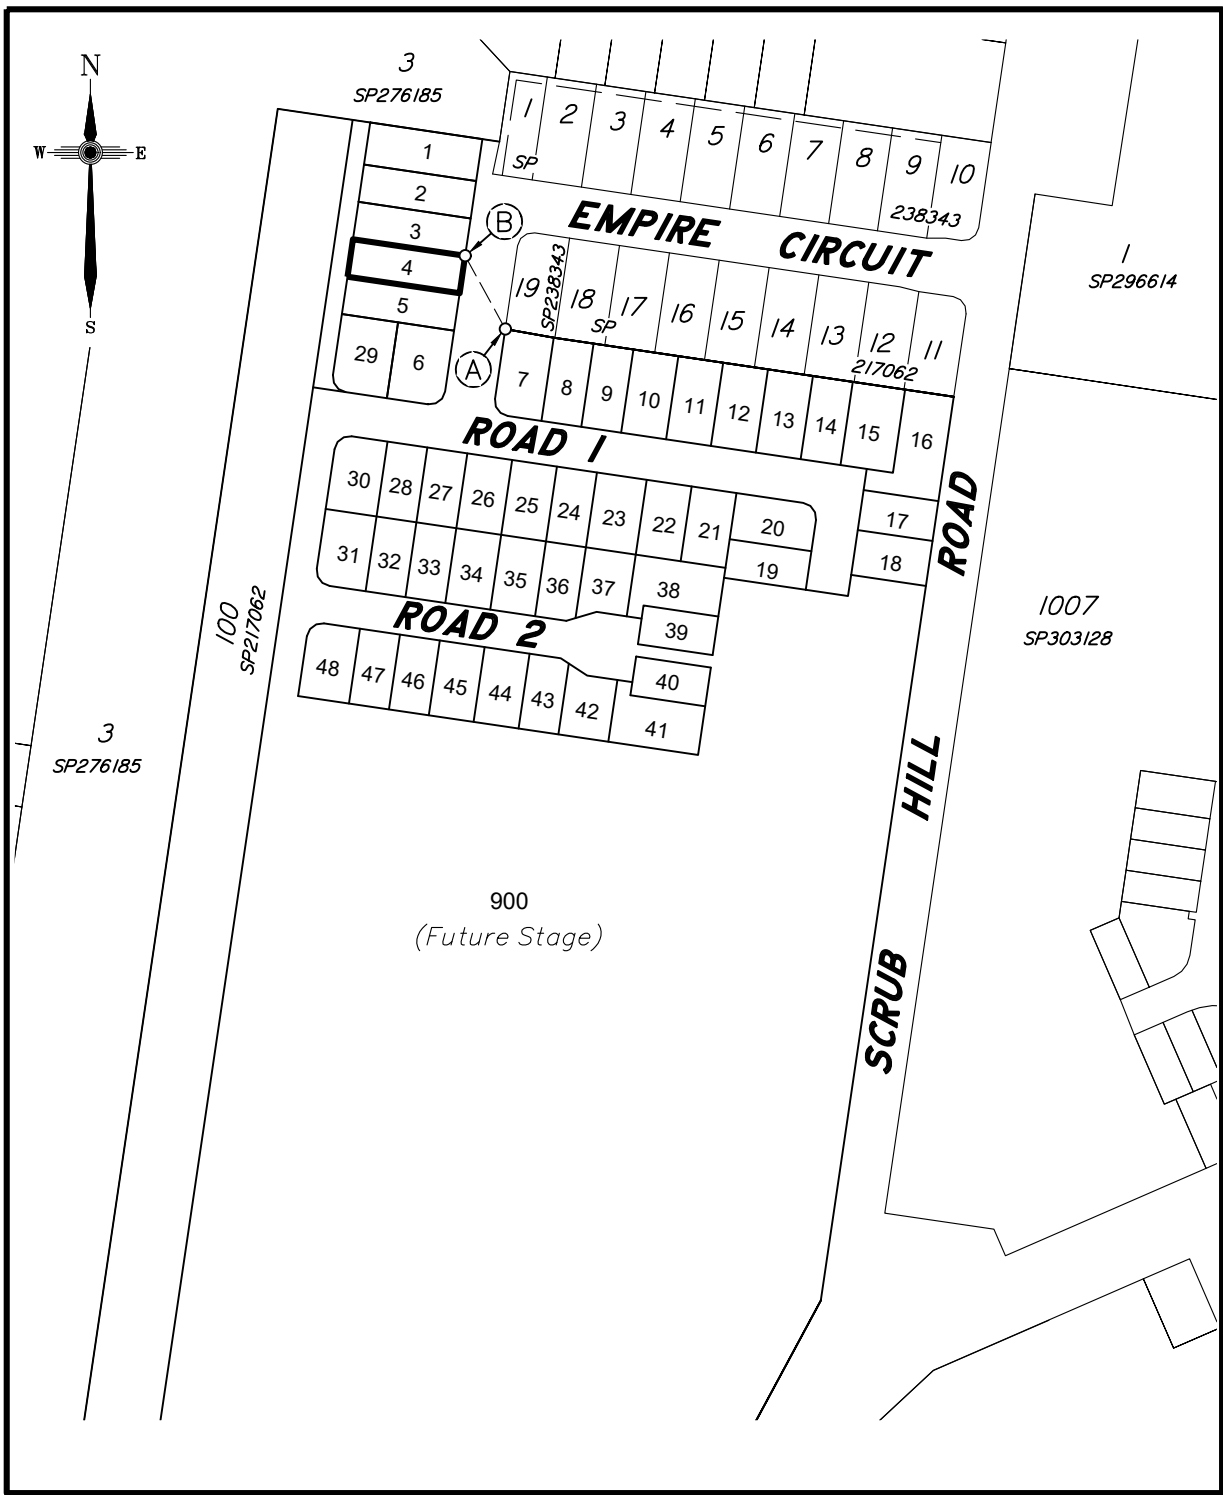 N
W E
S
3
SP276185
1
2
3
4
5
29 6
B
A
1 2 3 4 5 6 7 8 9 10
SP 238343
EMPIRE CIRCUIT
19 18 17 16 15 14 13 12 11
SP238343
SP 217062
1
SP296614
7 8 9 10 11 12 13 14 15 16
ROAD 1
30 28 27 26 25 24 23 22 21 20
19
17
18
31 32 33 34 35 36 37 38
39
ROAD 2
40
48 47 46 45 44 43 42 41
100
SP217062
3
SP276185
1007
SP303128
SCRUB HILL ROAD
900
(Future Stage)